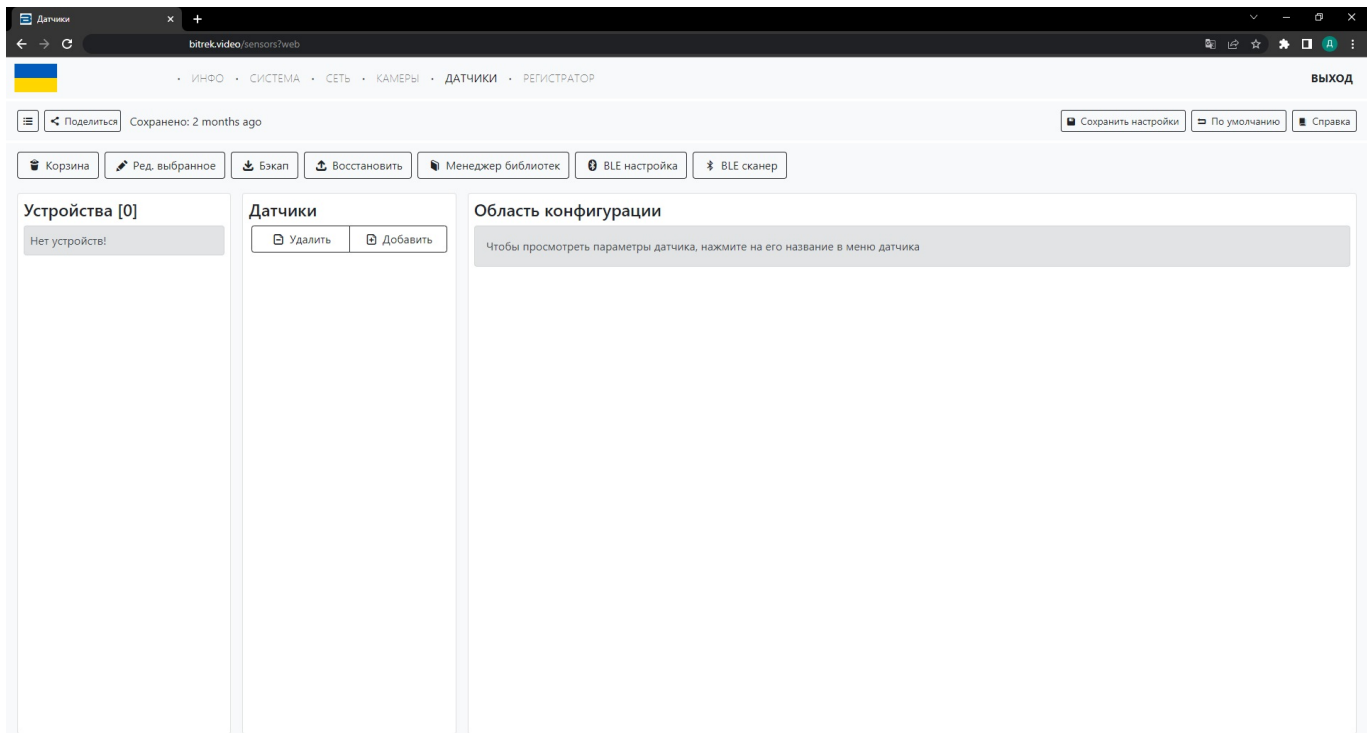 Датчики
bitrek.video/sensors?web
Д
· ИНФО · СИСТЕМА · СЕТЬ · КАМЕРЫ · ДАТЧИКИ · РЕГИСТРАТОР
ВЫХОД
Поделиться Сохранено: 2 months ago
Сохранить настройки По умолчанию Справка
Корзина Ред. выбранное Бэкап Восстановить Менеджер библиотек BLE настройка BLE сканер
Устройства [0]
Нет устройств!
Датчики
Удалить Добавить
Область конфигурации
Чтобы просмотреть параметры датчика, нажмите на его название в меню датчика